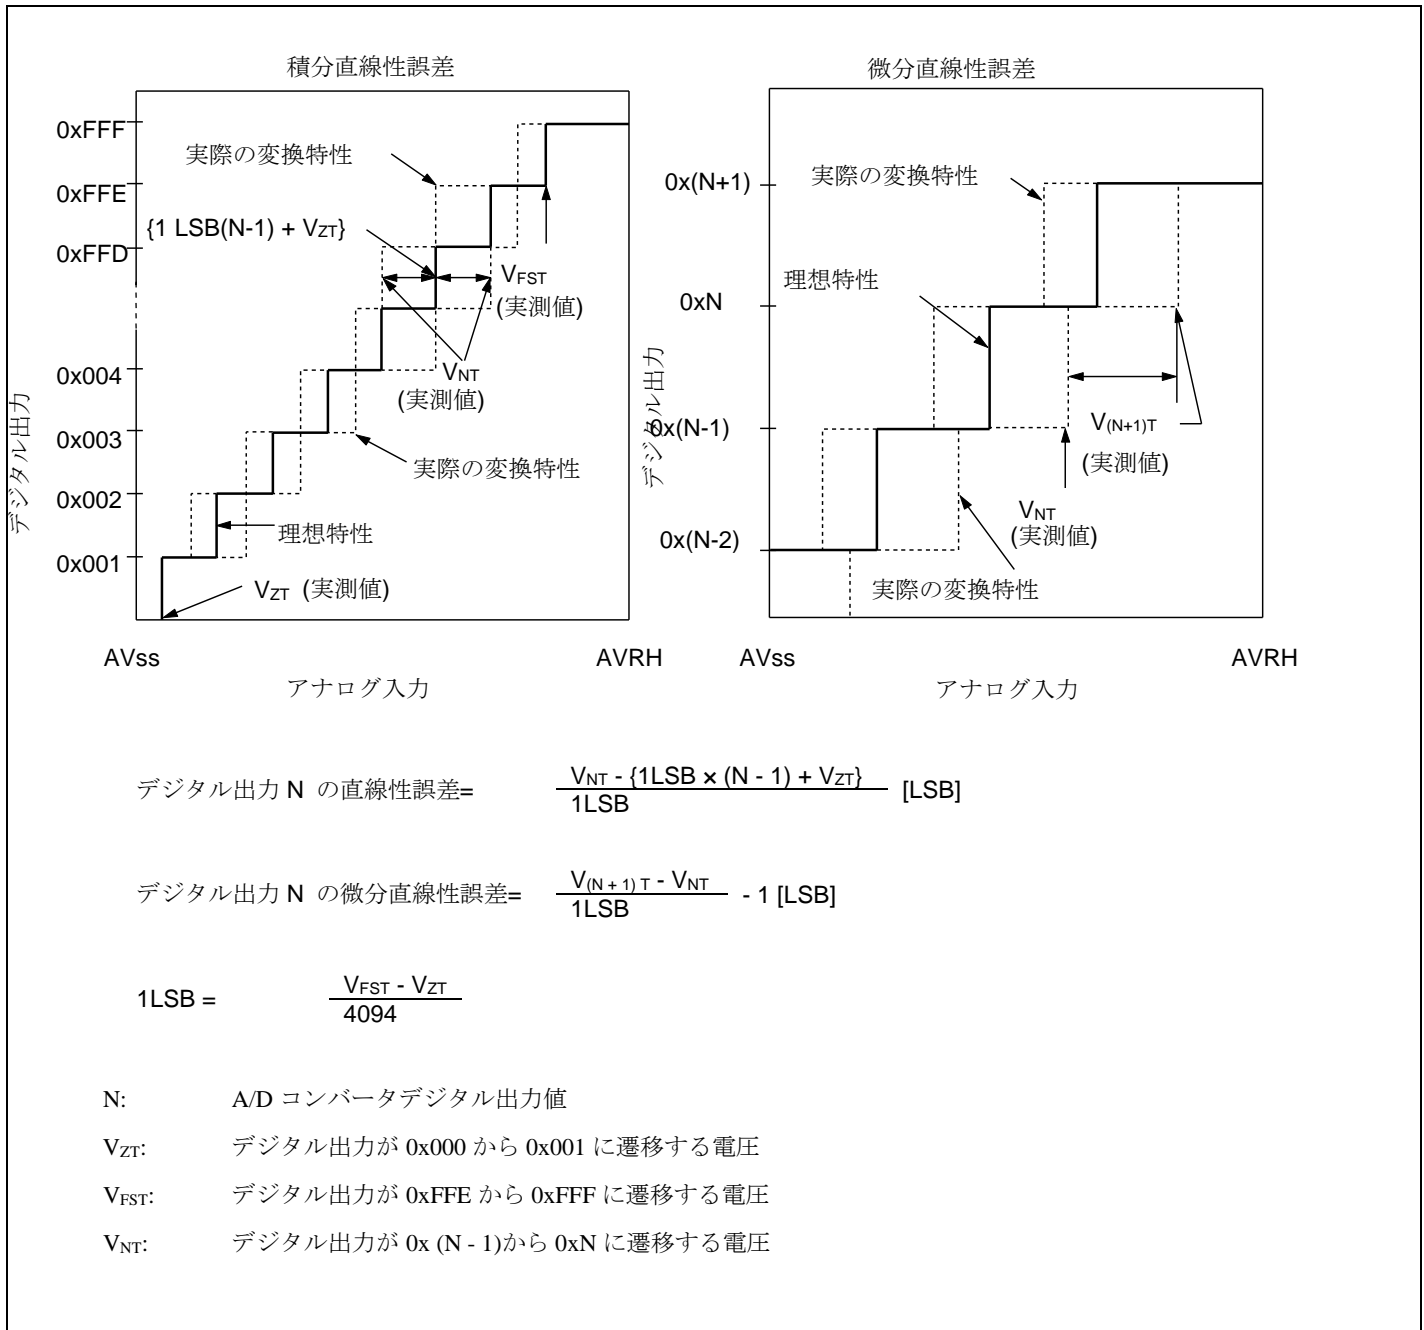 積分直線性誤差
0xFFF
実際の変換特性
0xFFE
{1 LSB(N-1) + VZT}
0xFFD
VFST
(実測値)
0x004
VNT
(実測値)
0x003
実際の変換特性
0x002
理想特性
0x001
VZT (実測値)
デジタル出力
AVss
AVRH
アナログ入力
微分直線性誤差
実際の変換特性
0x(N+1)
理想特性
0xN
0x(N-1)
V(N+1)T
(実測値)
VNT
(実測値)
0x(N-2)
実際の変換特性
デジタル出力
AVss
AVRH
アナログ入力
デジタル出力 N の直線性誤差=
VNT - {1LSB × (N - 1) + VZT}
1LSB
[LSB]
デジタル出力 N の微分直線性誤差=
V(N + 1) T - VNT
1LSB
- 1 [LSB]
1LSB =
VFST - VZT
4094
N: A/D コンバータデジタル出力値
VZT: デジタル出力が 0x000 から 0x001 に遷移する電圧
VFST: デジタル出力が 0xFFE から 0xFFF に遷移する電圧
VNT: デジタル出力が 0x (N - 1)から 0xN に遷移する電圧